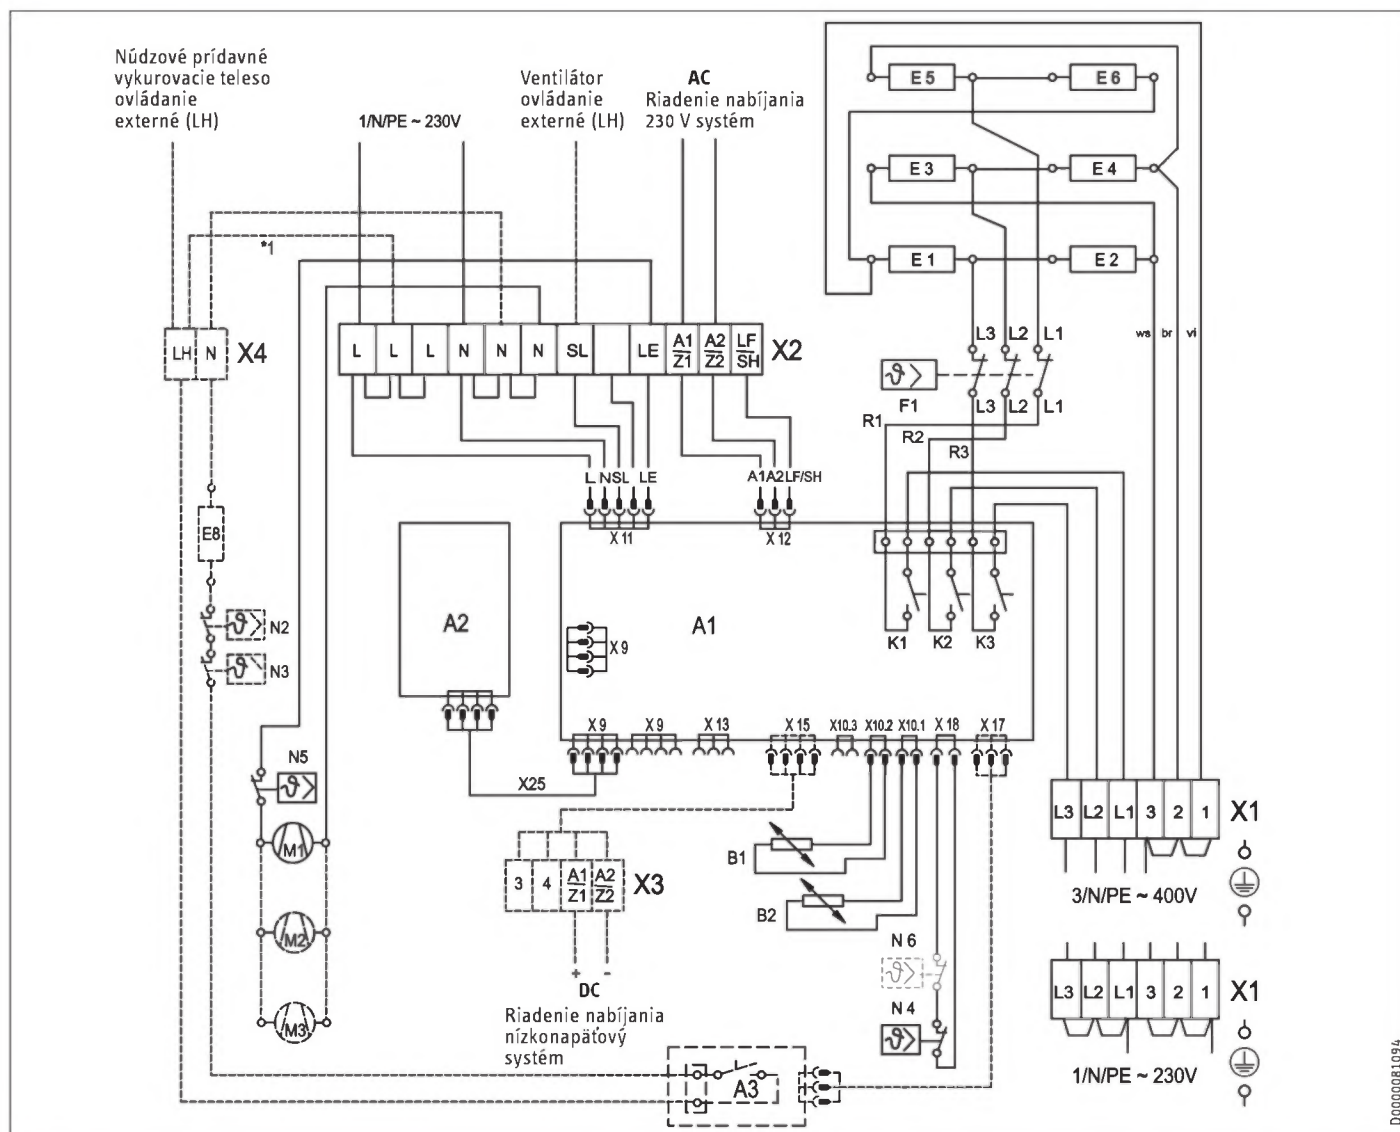 Núdzové prídavné
vykurovacie teleso
ovládanie
externé (LH)
1/N/PE ~ 230V
Ventilátor
ovládanie
externé (LH)
AC
Riadenie nabíjania
230 V systém
E 5
E 6
E 3
E 4
E 1
E 2
*1
LH
N
X4
L
L
L
N
N
N
SL
LE
A1
Z1
A2
Z2
LF
SH
X2
L3
L2
L1
ws
br
vi
F1
L3
L2
L1
R1
R2
R3
L
N
SL
LE
A1
A2
LF/SH
X 11
X 12
E8
N2
N3
A2
A1
X 9
K1
K2
K3
X 9
X 9
X 13
X 15
X10.3
X10.2
X10.1
X 18
X 17
N5
X25
M1
M2
M3
3
4
A1
Z1
A2
Z2
X3
+
-
DC
Riadenie nabíjania
nízkonapäťový
systém
B1
B2
N 6
N 4
A3
L3
L2
L1
3
2
1
X1
3/N/PE ~ 400V
L3
L2
L1
3
2
1
X1
1/N/PE ~ 230V
D0000081094